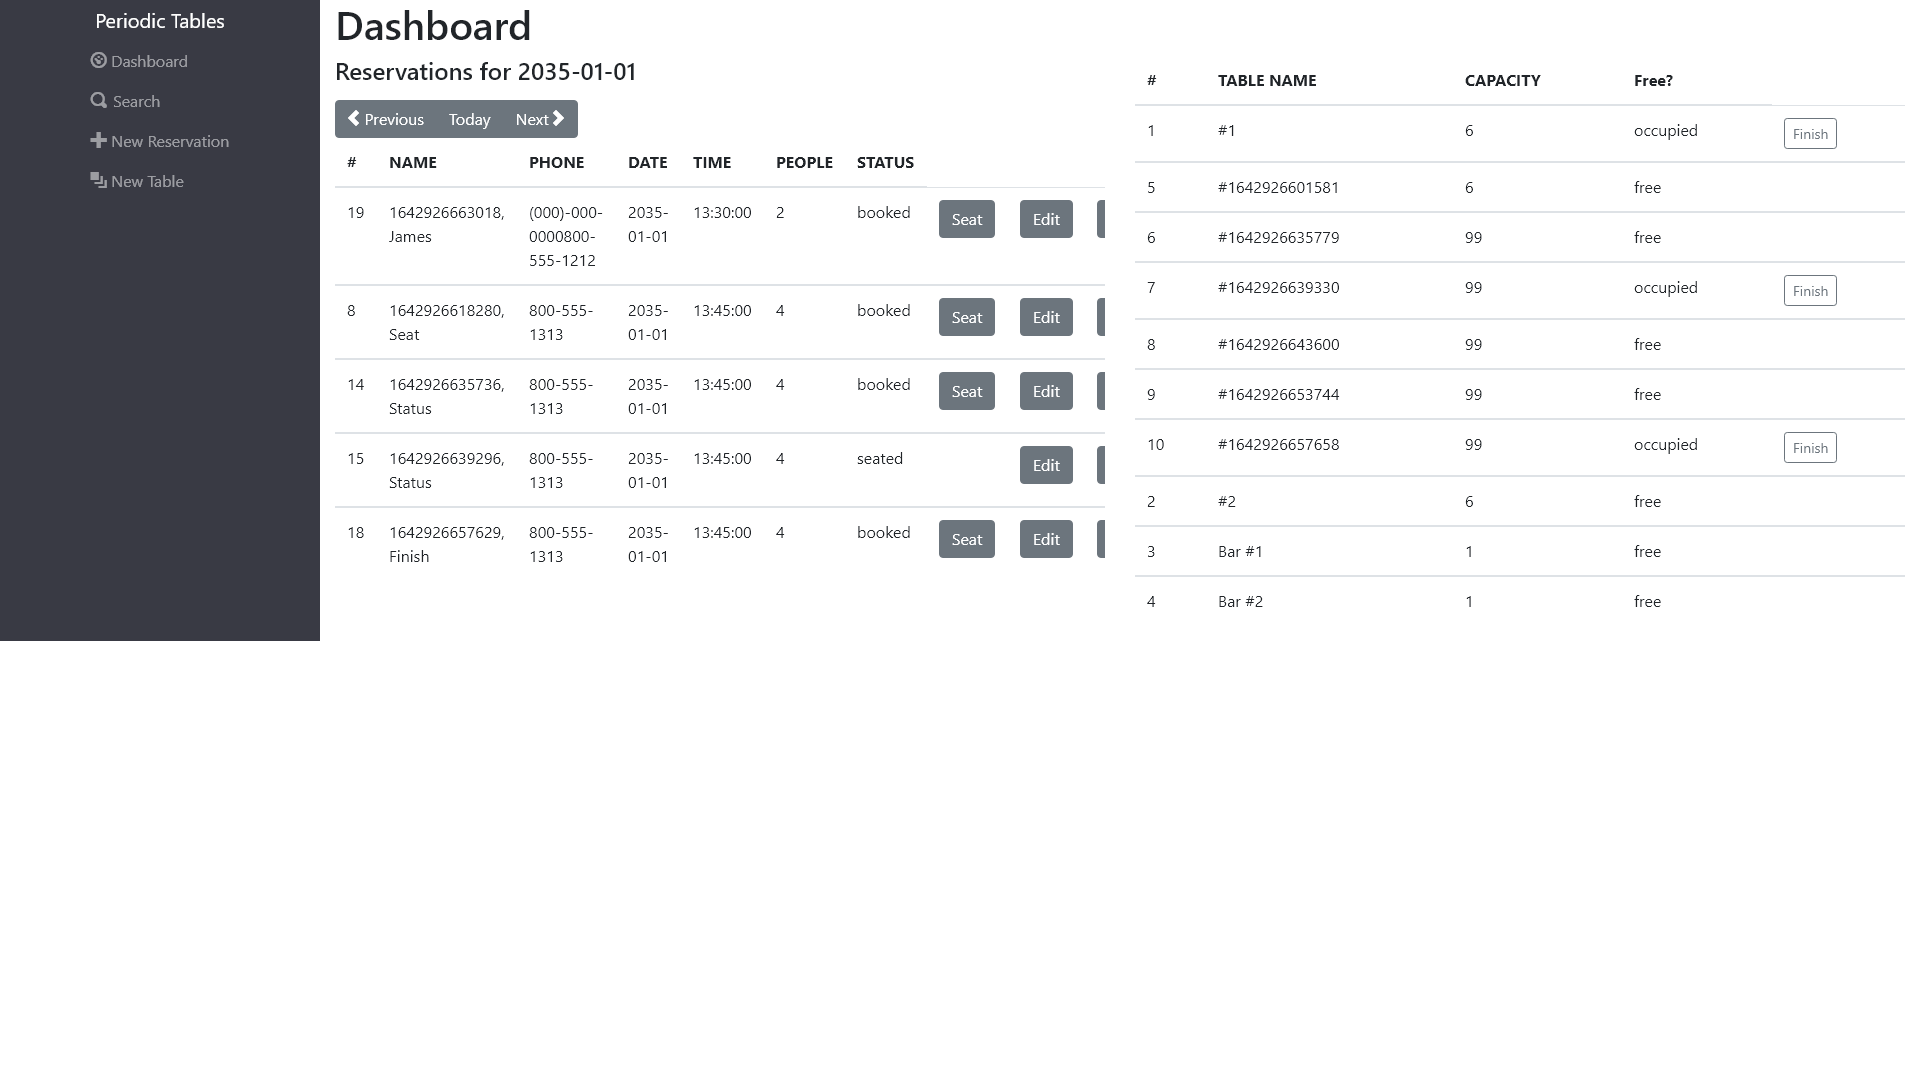 Periodic Tables
Dashboard
Search
New Reservation
New Table
Dashboard
Reservations for 2035-01-01
Previous Today Next
# NAME PHONE DATE TIME PEOPLE STATUS
19 1642926663018, (000)-000- 2035- 13:30:00 2 booked Seat Edit
James 0000800- 01-01
555-1212
8 1642926618280, 800-555- 2035- 13:45:00 4 booked Seat Edit
Seat 1313 01-01
14 1642926635736, 800-555- 2035- 13:45:00 4 booked Seat Edit
Status 1313 01-01
15 1642926639296, 800-555- 2035- 13:45:00 4 seated Edit
Status 1313 01-01
18 1642926657629, 800-555- 2035- 13:45:00 4 booked Seat Edit
Finish 1313 01-01
# TABLE NAME CAPACITY Free?
1 #1 6 occupied Finish
5 #1642926601581 6 free
6 #1642926635779 99 free
7 #1642926639330 99 occupied Finish
8 #1642926643600 99 free
9 #1642926653744 99 free
10 #1642926657658 99 occupied Finish
2 #2 6 free
3 Bar #1 1 free
4 Bar #2 1 free